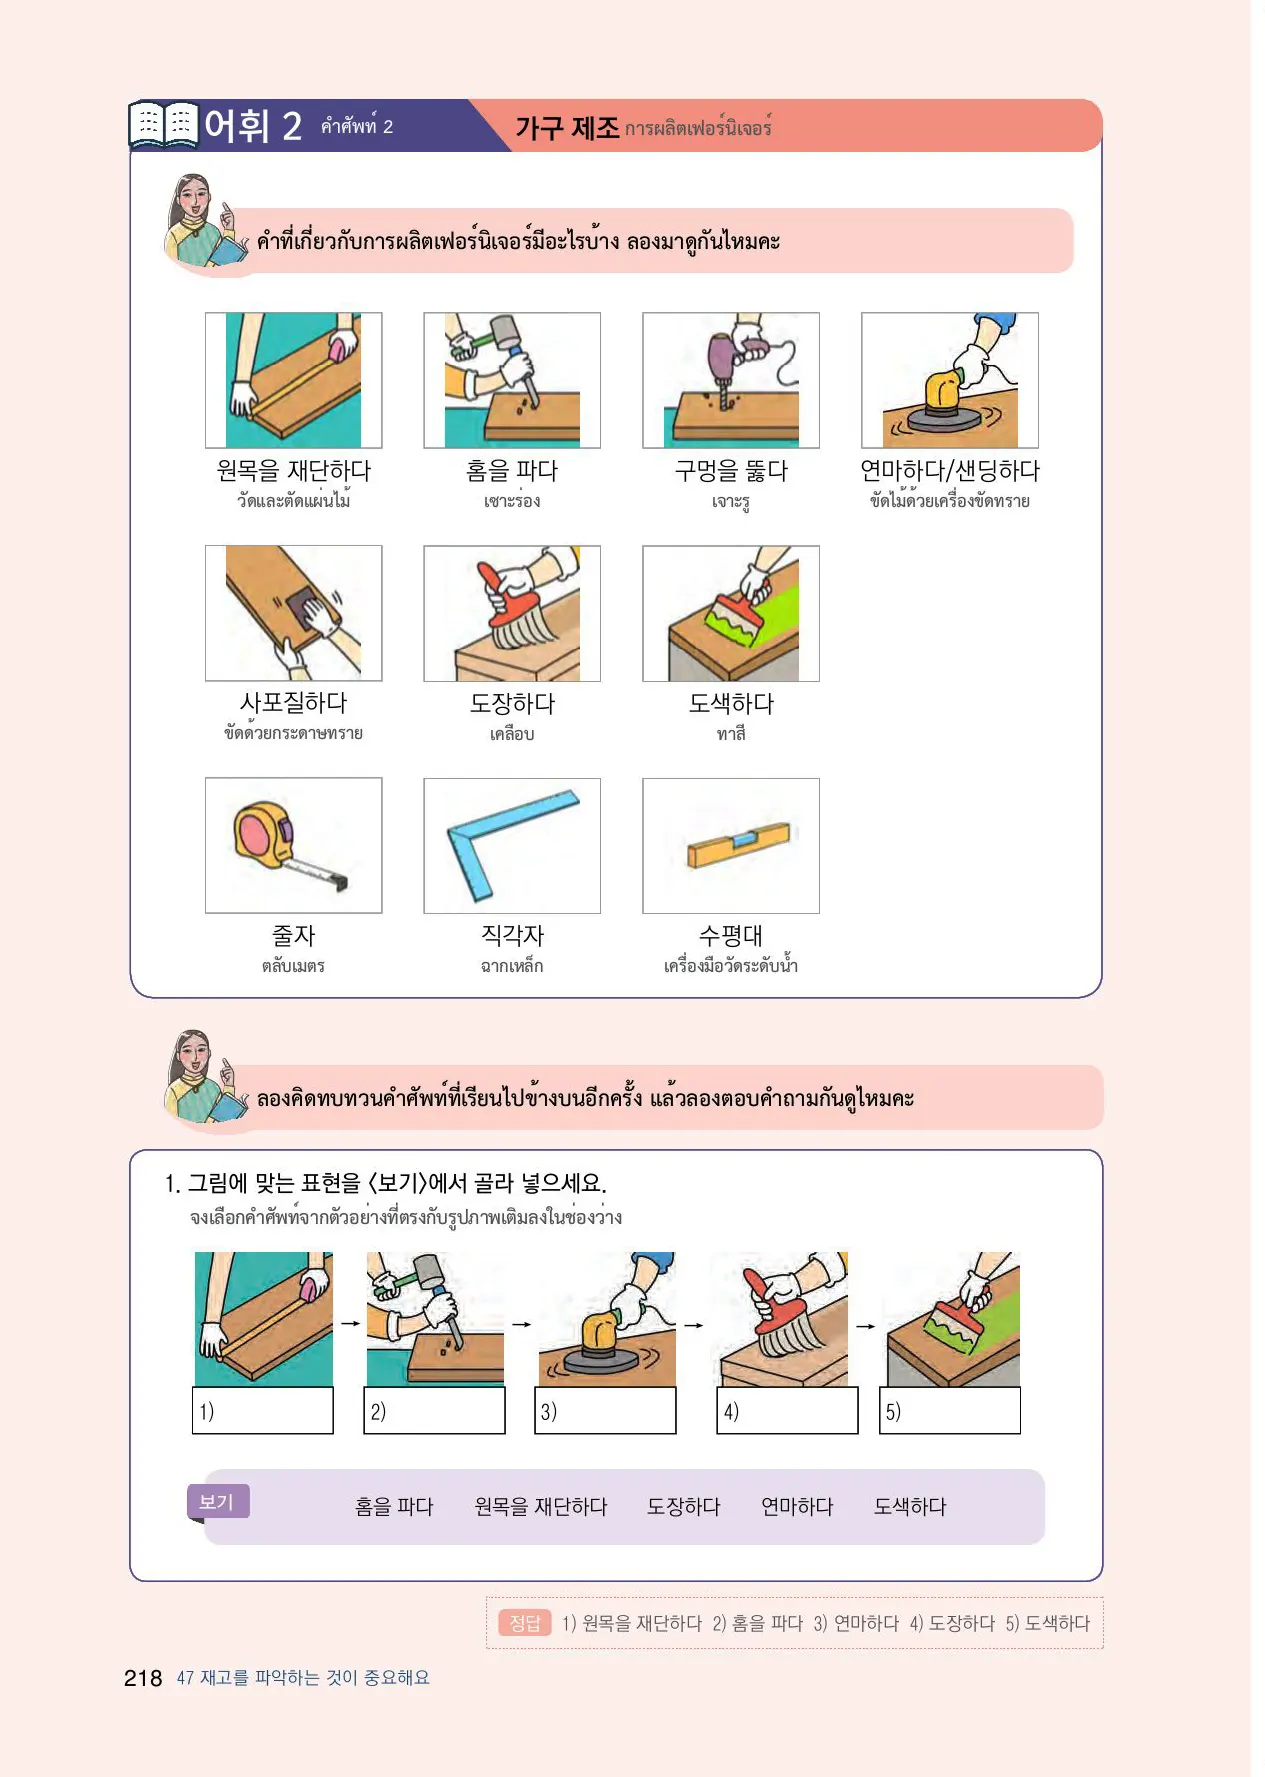 어휘 2 คำศัพท์ 2 가구 제조 การผลิตเฟอร์นิเจอร์
คำที่เกี่ยวกับการผลิตเฟอร์นิเจอร์มีอะไรบ้าง ลองมาดูกันไหมคะ
원목을 재단하다 홈을 파다 구멍을 뚫다 연마하다/샌딩하다
วัดและตัดแผ่นไม้ เซาะร่อง เจาะรู ขัดไม้ด้วยเครื่องขัดทราย
사포질하다 도장하다 도색하다
ขัดด้วยกระดาษทราย เคลือบ ทาสี
줄자 직각자 수평대
ตลับเมตร ฉากเหล็ก เครื่องมือวัดระดับน้ำ
ลองคิดทบทวนคำศัพท์ที่เรียนไปข้างบนอีกครั้ง แล้วลองตอบคำถามกันดูไหมคะ
1. 그림에 맞는 표현을 〈보기〉에서 골라 넣으세요.
จงเลือกคำศัพท์จากตัวอย่างที่ตรงกับรูปภาพเติมลงในช่องว่าง
→ → → →
1) 2) 3) 4) 5)
보기 홈을 파다 원목을 재단하다 도장하다 연마하다 도색하다
정답 1) 원목을 재단하다 2) 홈을 파다 3) 연마하다 4) 도장하다 5) 도색하다
218 47 재고를 파악하는 것이 중요해요